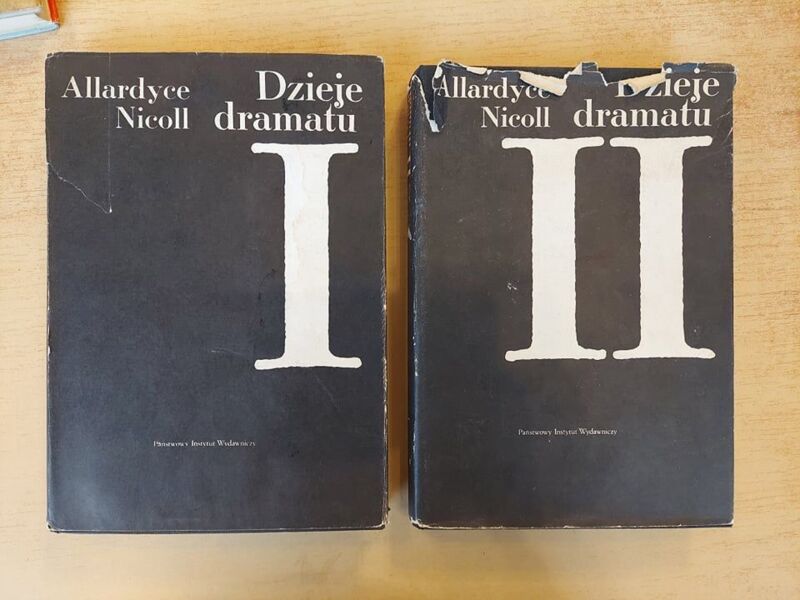 Allardyce Dzieje
Nicoll dramatu
I
Państwowy Instytut Wydawniczy
Allardyce Dzieje
Nicoll dramatu
II
Państwowy Instytut Wydawniczy